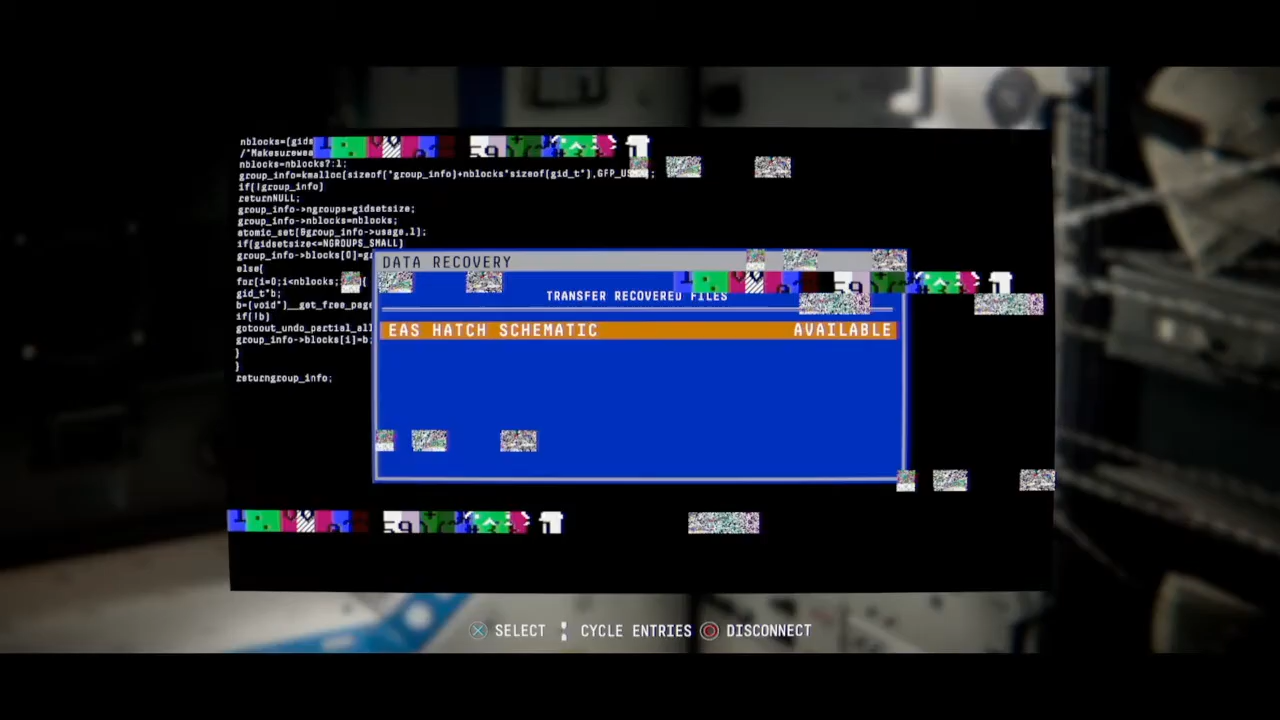 nblocks=(gids
/*Makesurewea
nblocks=nblocks?:1;
group_info=kmalloc(sizeof(*group_info)+nblocks*sizeof(gid_t),GFP_US
if(!group_info)
returnNULL;
group_info->ngroups=gidsetsize;
group_info->nblocks=nblocks;
atomic_set(&group_info->usage,1);
if(gidsetsize<=NGROUPS_SMALL)
group_info->blocks[0]=g
else{
for(i=0;i<nblocks;
gid_t*b;
b=(void*)__get_free_page
if(!b)
gotoout_undo_partial_all
group_info->blocks[i]=b;
}
}
returngroup_info;
DATA RECOVERY
TRANSFER RECOVERED FILES
EAS HATCH SCHEMATIC AVAILABLE
SELECT CYCLE ENTRIES DISCONNECT